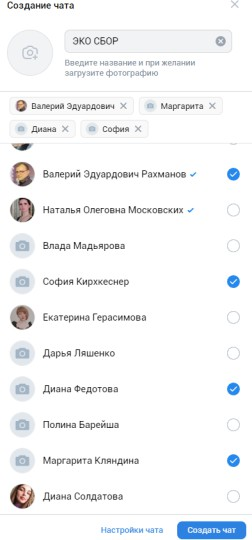 Создание чата
ЭКО СБОР
Введите название и при желании
загрузите фотографию
Валерий Эдуардович
Маргарита
Диана
София
Валерий Эдуардович Рахманов
Наталья Олеговна Московских
Влада Мадьярова
София Кирхкеснер
Екатерина Герасимова
Дарья Ляшенко
Диана Федотова
Полина Барейша
Маргарита Кляндина
Диана Солдатова
Настройки чата
Создать чат